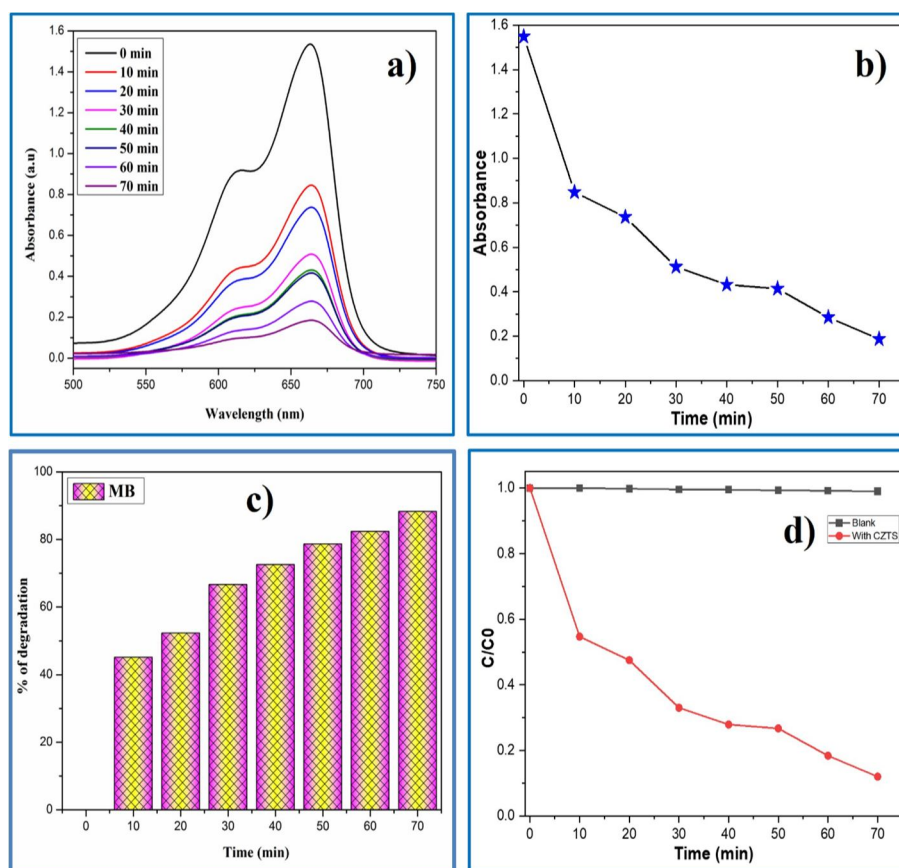 a)
0 min
10 min
20 min
30 min
40 min
50 min
60 min
70 min
1.6
1.4
1.2
1.0
0.8
0.6
0.4
0.2
0.0
Absorbance (a.u)
500 550 600 650 700 750
Wavelength (nm)
b)
1.6
1.4
1.2
1.0
0.8
0.6
0.4
0.2
0.0
Absorbance
0 10 20 30 40 50 60 70
Time (min)
c)
MB
100
80
60
40
20
0
% of degradation
0 10 20 30 40 50 60 70
Time (min)
d)
Blank
With CZTS
1.0
0.8
0.6
0.4
0.2
0.0
C/C0
0 10 20 30 40 50 60 70
Time (min)